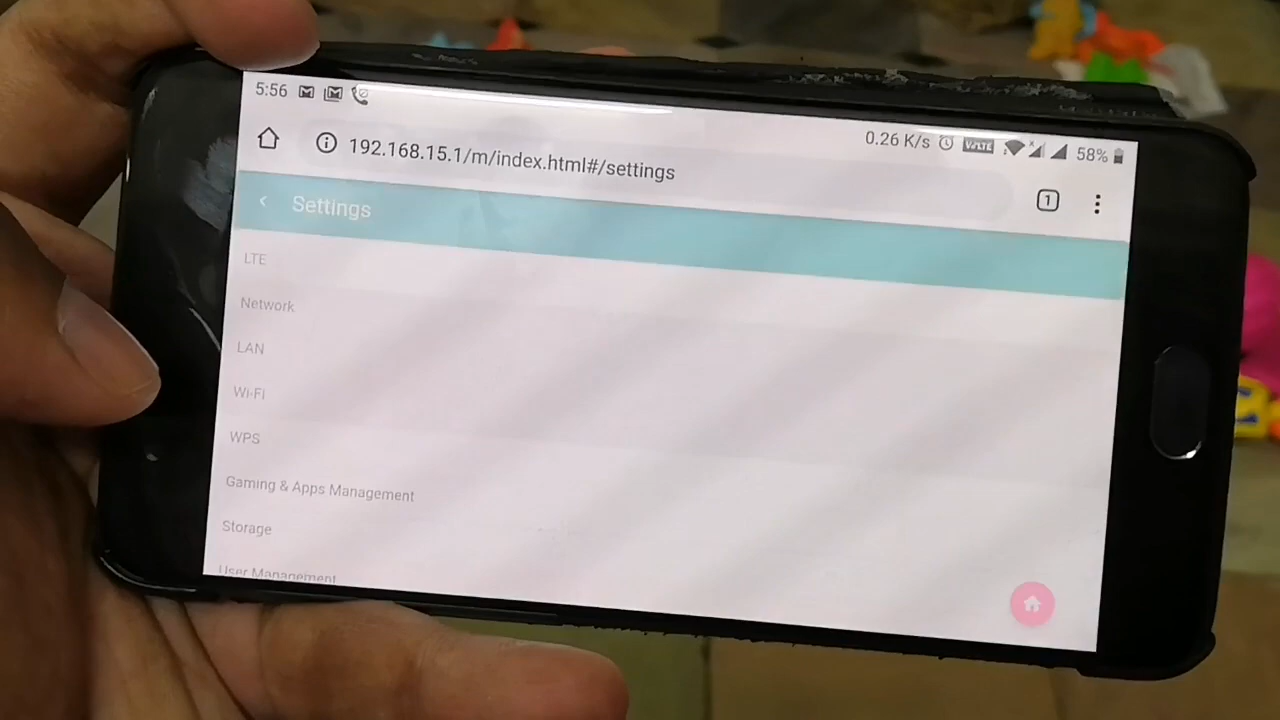 5:56
0.26 K/s VoLTE 58%
192.168.15.1/m/index.html#/settings
1
Settings
LTE
Network
LAN
Wi-Fi
WPS
Gaming & Apps Management
Storage
User Management